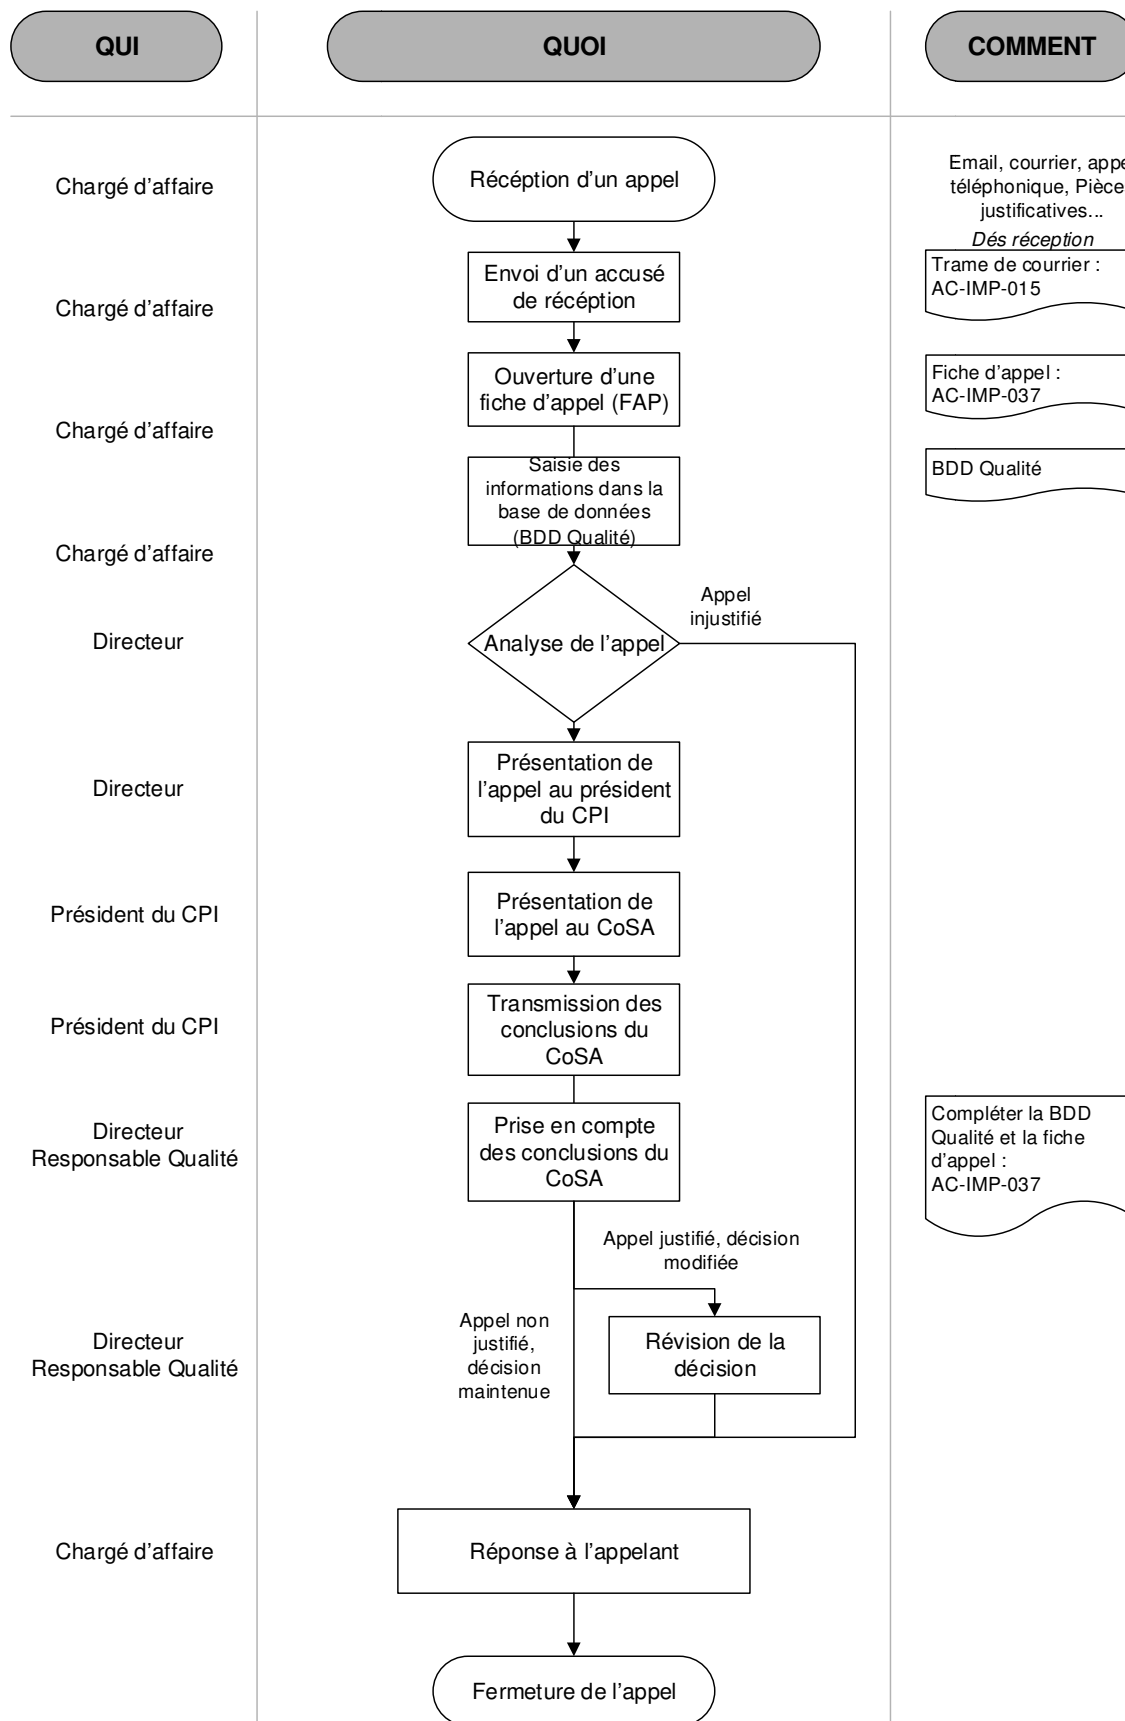 QUI
QUOI
COMMENT
Chargé d'affaire
Récéption d'un appel
Email, courrier, appe
téléphonique, Pièce
justificatives...
Dés réception
Chargé d'affaire
Envoi d'un accusé
de récéption
Trame de courrier :
AC-IMP-015
Chargé d'affaire
Ouverture d'une
fiche d'appel (FAP)
Fiche d'appel :
AC-IMP-037
Chargé d'affaire
Saisie des
informations dans la
base de données
(BDD Qualité)
BDD Qualité
Directeur
Analyse de l'appel
Appel
injustifié
Directeur
Présentation de
l'appel au président
du CPI
Président du CPI
Présentation de
l'appel au CoSA
Président du CPI
Transmission des
conclusions du
CoSA
Directeur
Responsable Qualité
Prise en compte
des conclusions du
CoSA
Compléter la BDD
Qualité et la fiche
d'appel :
AC-IMP-037
Appel justifié, décision
modifiée
Appel non
justifié,
décision
maintenue
Directeur
Responsable Qualité
Révision de la
décision
Chargé d'affaire
Réponse à l'appelant
Fermeture de l'appel